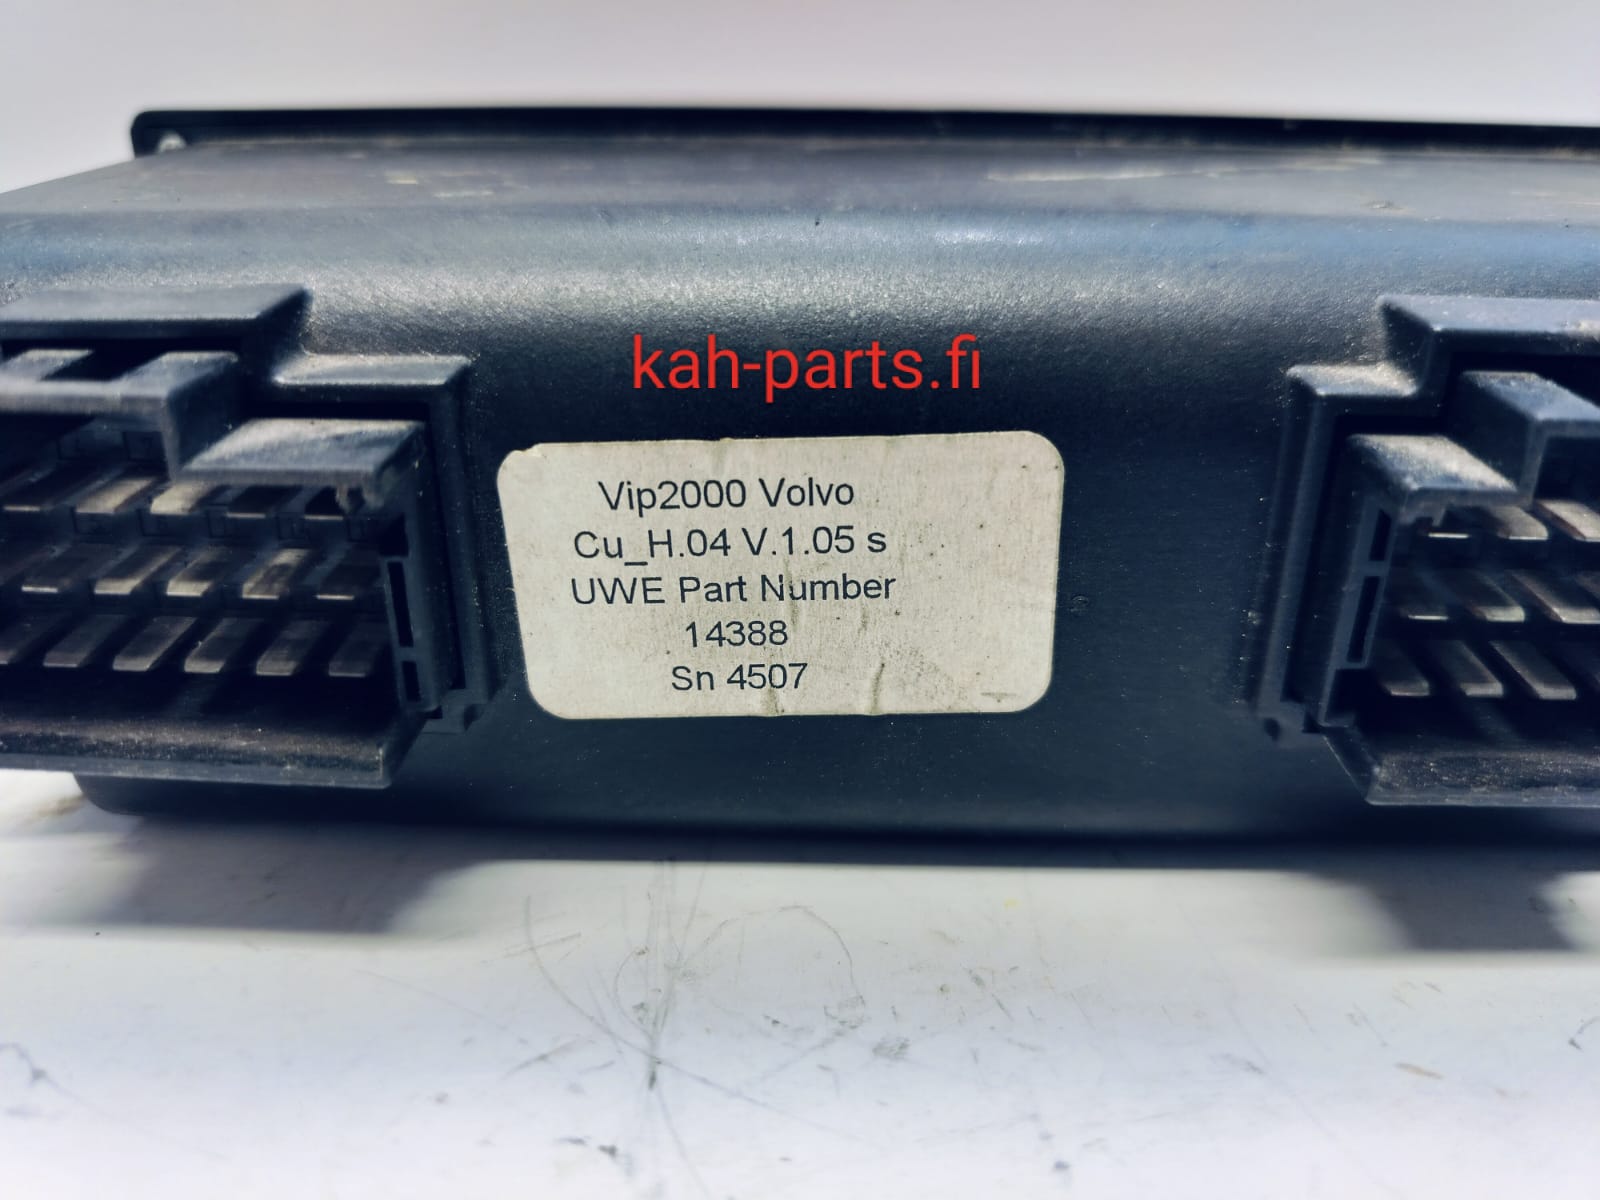 kah-parts.fi
Vip2000 Volvo
Cu_H.04 V.1.05 s
UWE Part Number
14388
Sn 4507